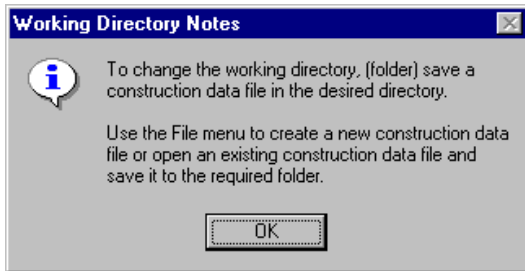 Working Directory Notes
To change the working directory, (folder) save a
construction data file in the desired directory.
Use the File menu to create a new construction data
file or open an existing construction data file and
save it to the required folder.
OK